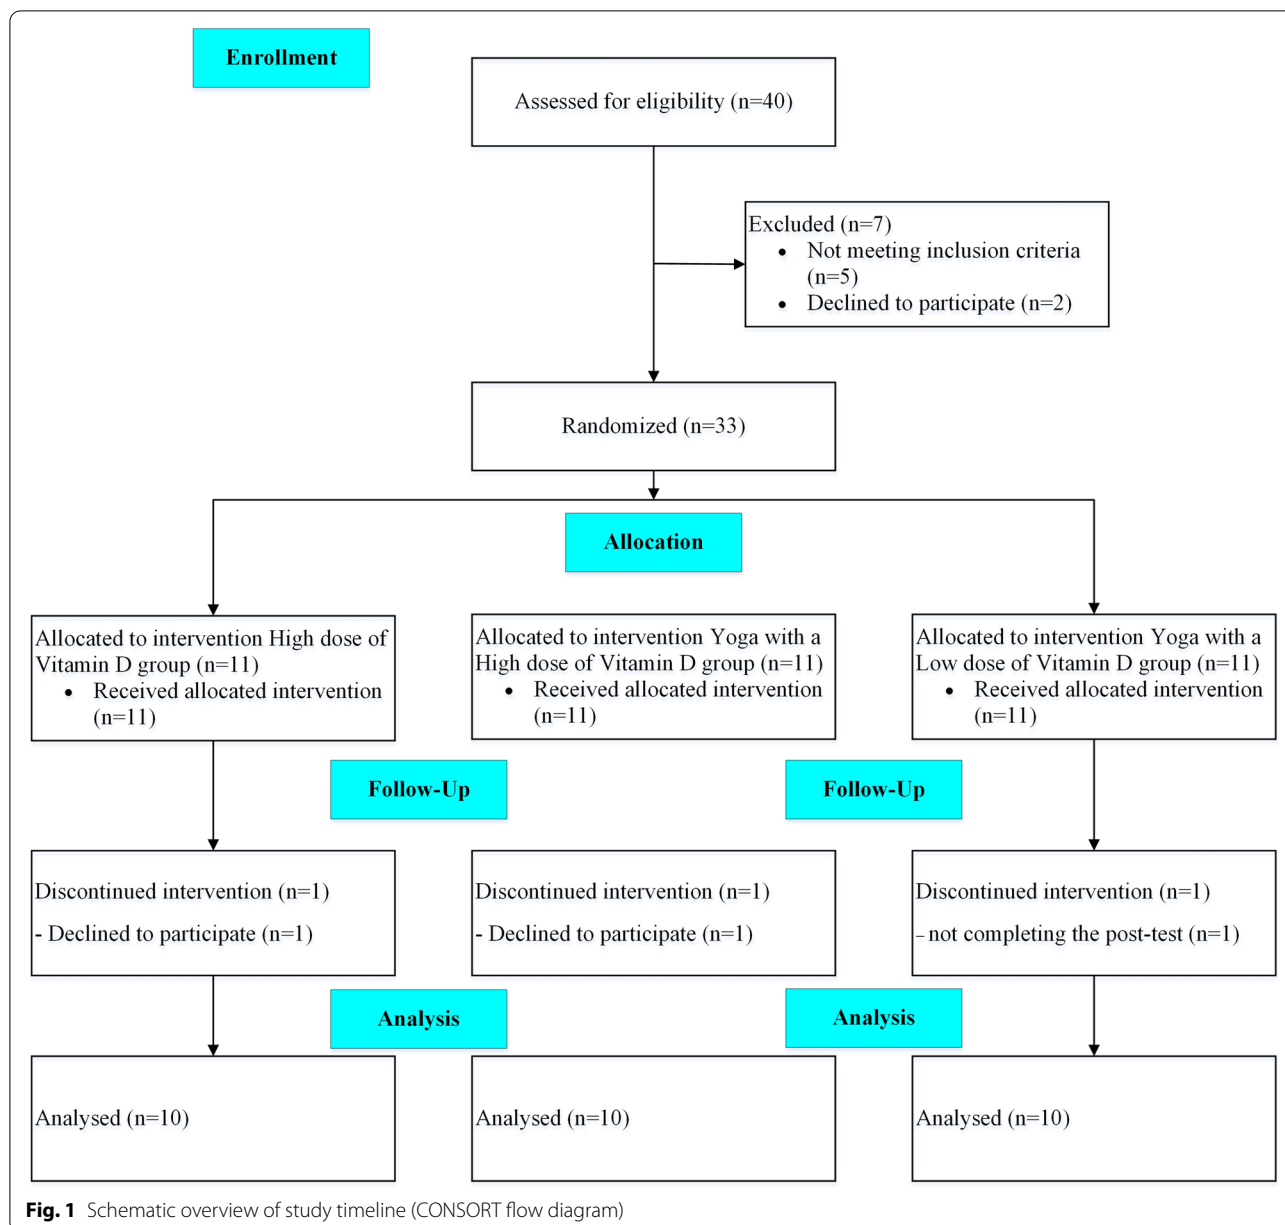 Enrollment
Assessed for eligibility (n=40)
Excluded (n=7)
• Not meeting inclusion criteria
(n=5)
• Declined to participate (n=2)
Randomized (n=33)
Allocation
Allocated to intervention High dose of
Vitamin D group (n=11)
• Received allocated intervention
(n=11)
Allocated to intervention Yoga with a
High dose of Vitamin D group (n=11)
• Received allocated intervention
(n=11)
Allocated to intervention Yoga with a
Low dose of Vitamin D group (n=11)
• Received allocated intervention
(n=11)
Follow-Up
Follow-Up
Discontinued intervention (n=1)
- Declined to participate (n=1)
Discontinued intervention (n=1)
- Declined to participate (n=1)
Discontinued intervention (n=1)
– not completing the post-test (n=1)
Analysis
Analysis
Analysed (n=10)
Analysed (n=10)
Analysed (n=10)
Fig. 1 Schematic overview of study timeline (CONSORT flow diagram)